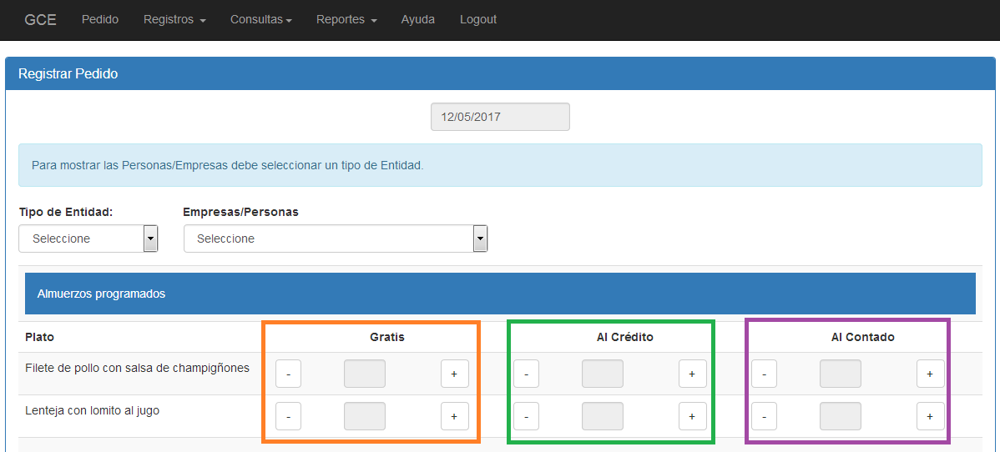 GCE Pedido Registros Consultas Reportes Ayuda Logout
Registrar Pedido
12/05/2017
Para mostrar las Personas/Empresas debe seleccionar un tipo de Entidad.
Tipo de Entidad: Empresas/Personas
Seleccione Seleccione
Almuerzos programados
Plato Gratis Al Crédito Al Contado
Filete de pollo con salsa de champigñones - + - + - +
Lenteja con lomito al jugo - + - + - +